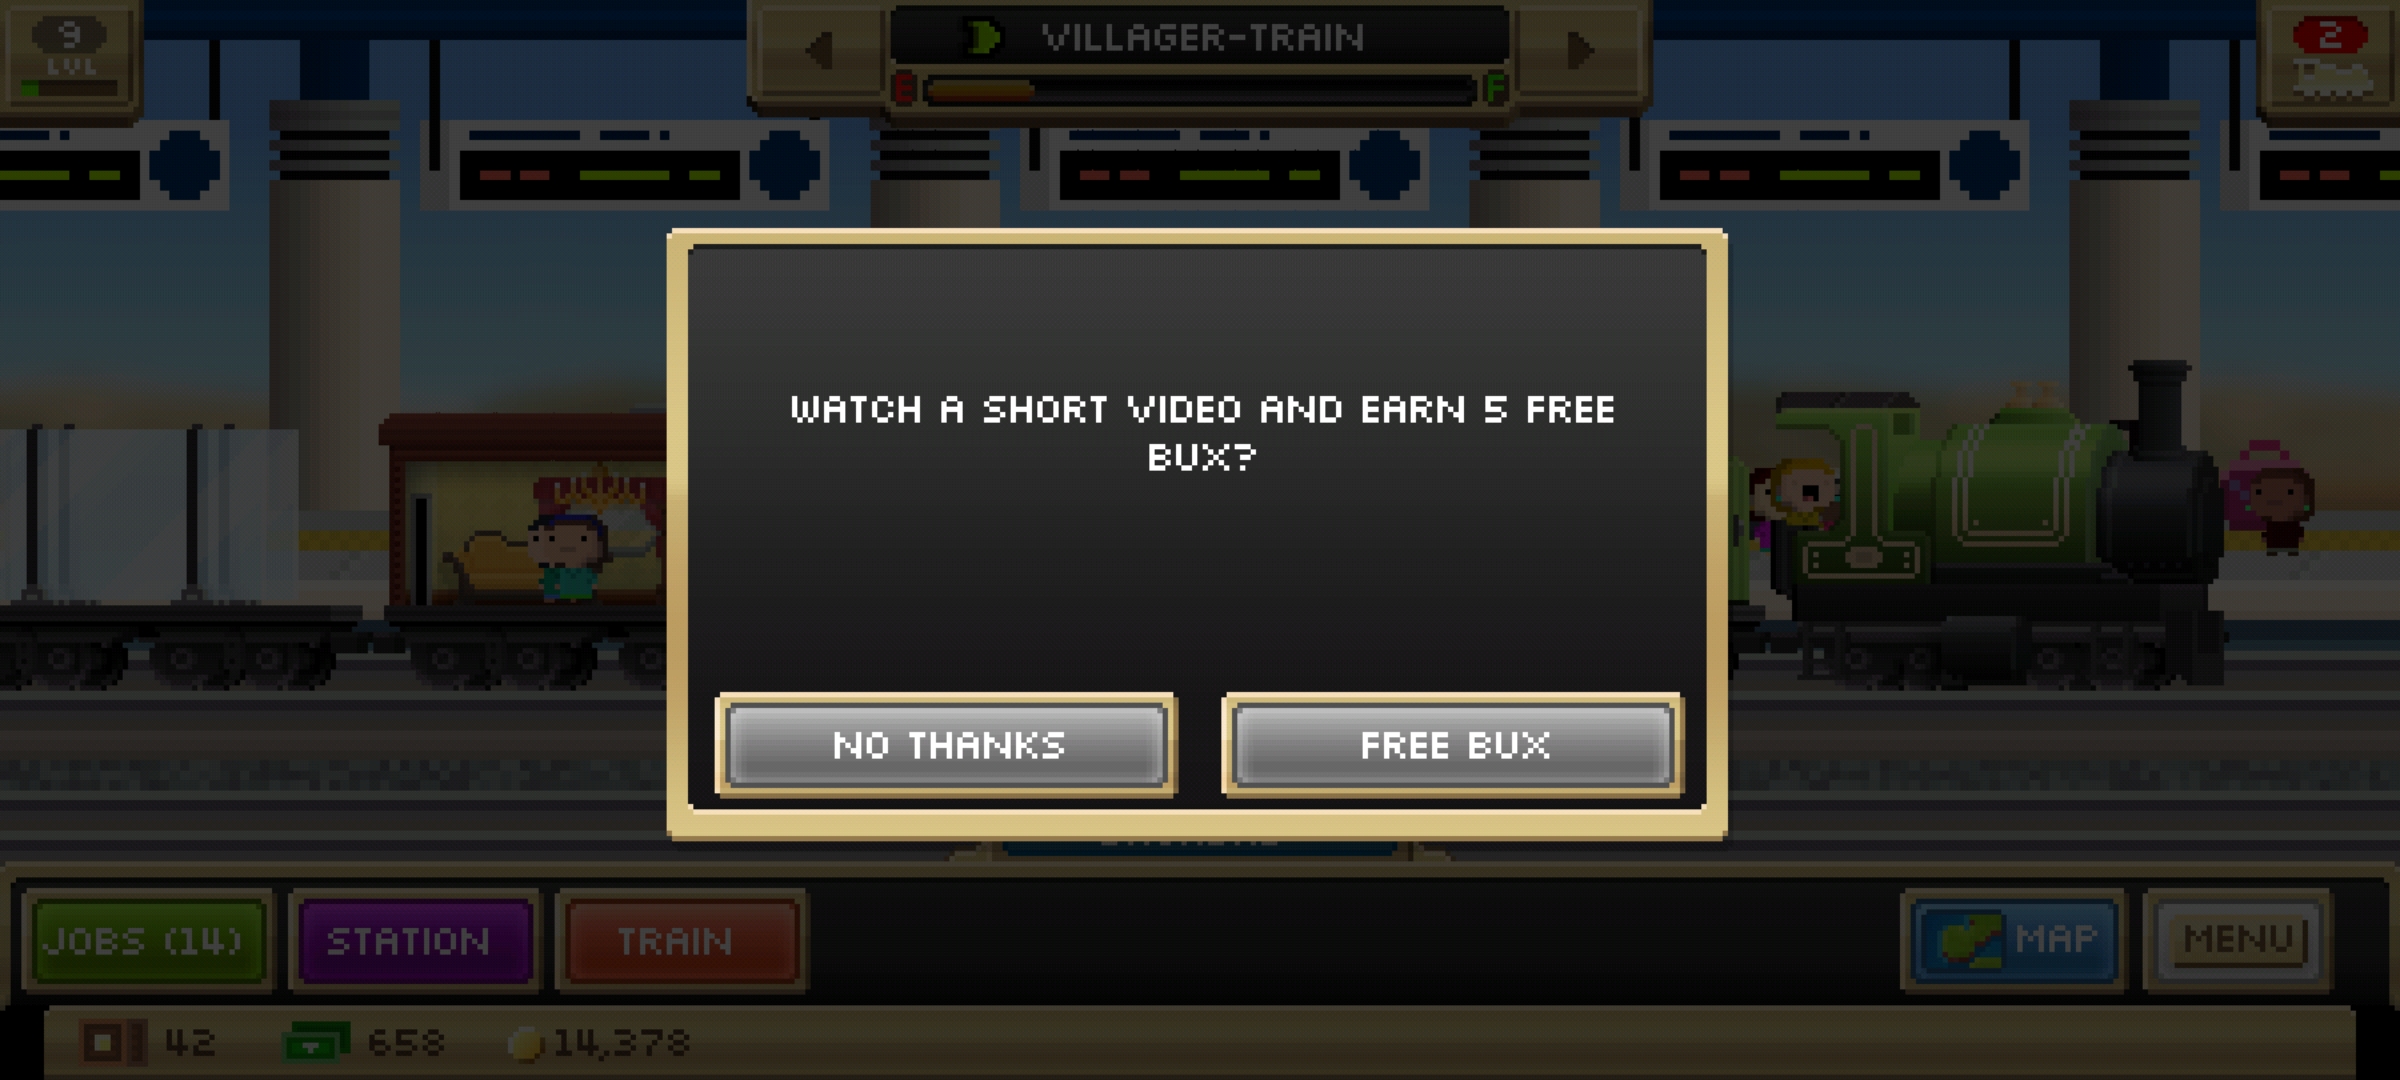 9
LVL
VILLAGER-TRAIN
2
E
F
WATCH A SHORT VIDEO AND EARN 5 FREE
BUX?
NO THANKS
FREE BUX
JOBS (14)
STATION
TRAIN
MAP
MENU
42
658
14,378